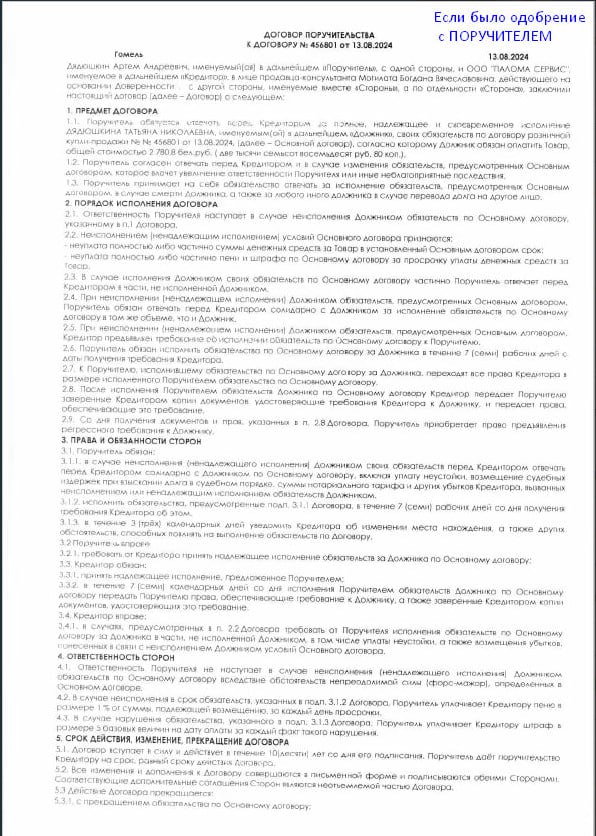 Если было одобрение
с ПОРУЧИТЕЛЕМ
ДОГОВОР ПОРУЧИТЕЛЬСТВА
К ДОГОВОРУ № 456801 от 13.08.2024
Гомель 13.08.2024
Дядюшкин Артем Андреевич, именуемый(ая) в дальнейшем «Поручитель», с одной стороны, и ООО "ПАЛОМА СЕРВИС",
именуемое в дальнейшем «Кредитор», в лице продавца-консультанта Могилата Богдана Вячеславовича, действующего на
основании Доверенности . с другой стороны, именуемые вместе «Стороны», а по отдельности «Сторона», заключили
настоящий договор (далее – Договор) о следующем:
1. ПРЕДМЕТ ДОГОВОРА
1.1. Поручитель обязуется отвечать перед Кредитором за полное, надлежащее и своевременное исполнение
ДЯДЮШКИНА ТАТЬЯНА НИКОЛАЕВНА, именуемым(ой) в дальнейшем «Должник», своих обязательств по договору розничной
купли-продажи № № 456801 от 13.08.2024, (далее – Основной договор), согласно которому Должник обязан оплатить Товар,
общей стоимостью 2 780.8 бел.руб. ( две тысячи семьсот восемьдесят руб. 80 коп.).
1.2. Поручитель согласен отвечать перед Кредитором и в случае изменения обязательств, предусмотренных Основным
договором, которое влечет увеличение ответственности Поручителя или иные неблагоприятные последствия.
1.3. Поручитель принимает на себя обязательство отвечать за исполнение обязательств, предусмотренных Основным
договором, в случае смерти Должника, а также за любого иного должника в случае перевода долга на другое лицо.
2. ПОРЯДОК ИСПОЛНЕНИЯ ДОГОВОРА
2.1. Ответственность Поручителя наступает в случае неисполнения Должником обязательств по Основному договору,
указанному в п.1 Договора.
2.2. Неисполнением (ненадлежащим исполнением) условий Основного договора признаются:
- неуплата полностью либо частично суммы денежных средств за Товар в установленный Основным договором срок;
- неуплата полностью либо частично пени и штрафа по Основному договору за просрочку уплаты денежных средств за
Товар.
2.3. В случае исполнения Должником своих обязательств по Основному договору частично Поручитель отвечает перед
Кредитором в части, не исполненной Должником.
2.4. При неисполнении (ненадлежащем исполнении) Должником обязательств, предусмотренных Основным договором,
Поручитель обязан отвечать перед Кредитором солидарно с Должником за исполнение обязательств по Основному
договору в том же объеме, что и Должник.
2.5. При неисполнении (ненадлежащем исполнении) Должником обязательств, предусмотренных Основным договором,
Кредитор предъявляет требование об исполнении обязательств по Основному договору к Поручителю.
2.6. Поручитель обязан исполнить обязательства по Основному договору за Должника в течение 7 (семи) рабочих дней с
даты получения требования Кредитора.
2.7. К Поручителю, исполнившему обязательства по Основному договору за Должника, переходят все права Кредитора в
размере исполненного Поручителем обязательства по Основному договору.
2.8. После исполнения Поручителем обязательств Должника по Основному договору Кредитор передает Поручителю
заверенные Кредитором копии документов, удостоверяющие требования Кредитора к Должнику, и передает права,
обеспечивающие это требование.
2.9. Со дня получения документов и прав, указанных в п. 2.8 Договора, Поручитель приобретает право предъявления
регрессного требования к Должнику.
3. ПРАВА И ОБЯЗАННОСТИ СТОРОН
3.1. Поручитель обязан:
3.1.1. в случае неисполнения (ненадлежащего исполнения) Должником своих обязательств перед Кредитором отвечать
перед Кредитором солидарно с Должником по Основному договору, включая уплату неустойки, возмещение судебных
издержек при взыскании долга в судебном порядке, суммы нотариального тарифа и других убытков Кредитора, вызванных
неисполнением или ненадлежащим исполнением обязательств Должником.
3.1.2. исполнить обязательства, предусмотренные подп. 3.1.1 Договора, в течение 7 (семи) рабочих дней со дня получения
требования Кредитора об этом.
3.1.3. в течение 3 (трёх) календарных дней уведомить Кредитора об изменении места нахождения, а также других
обстоятельств, способных повлиять на выполнение обязательств по Договору.
3.2 Поручитель вправе
3.2.1. требовать от Кредитора принять надлежащее исполнение обязательств за Должника по Основному договору;
3.3. Кредитор обязан:
3.3.1. принять надлежащее исполнение, предложенное Поручителем;
3.3.2. в течение 7 (семи) календарных дней со дня исполнения Поручителем обязательств Должника по Основному
договору передать Поручителю права, обеспечивающие требование к Должнику, а также заверенные Кредитором копии
документов, удостоверяющих это требование.
3.4. Кредитор вправе:
3.4.1. в случаях, предусмотренных в п. 2.2 Договора требовать от Поручителя исполнения обязательств по Основному
договору за Должника в части, не исполненной Должником, в том числе уплаты неустойки, а также возмещения убытков,
понесенных в связи с неисполнением Должником условий Основного договора.
4. ОТВЕТСТВЕННОСТЬ СТОРОН
4.1. Ответственность Поручителя не наступает в случае неисполнения (ненадлежащего исполнения) Должником
обязательств по Основному договору вследствие обстоятельств непреодолимой силы (форс-мажор), определённых в
Основном договоре.
4.2. В случае неисполнения в срок обязательств, указанных в подп. 3.1.2 Договора, Поручитель уплачивает Кредитору пеню в
размере 1 % от суммы, подлежащей возмещению, за каждый день просрочки.
4.3. В случае нарушения обязательства, указанного в подп. 3.1.3 Договора, Поручитель уплачивает Кредитору штраф в
размере 5 базовых величин на дату оплаты за каждый факт такого нарушения.
5. СРОК ДЕЙСТВИЯ, ИЗМЕНЕНИЕ, ПРЕКРАЩЕНИЕ ДОГОВОРА
5.1. Договор вступает в силу и действует в течение 10(десяти) лет со дня его подписания. Поручитель даёт поручительство
Кредитору на срок, равный сроку действия Договора.
5.2. Все изменения и дополнения к Договору совершаются в письменной форме и подписываются обеими Сторонами.
Соответствующие дополнительные соглашения Сторон являются неотъемлемой частью Договора.
5.3 Действие Договора прекращается:
5.3.1. с прекращением обязательства по Основному договору;